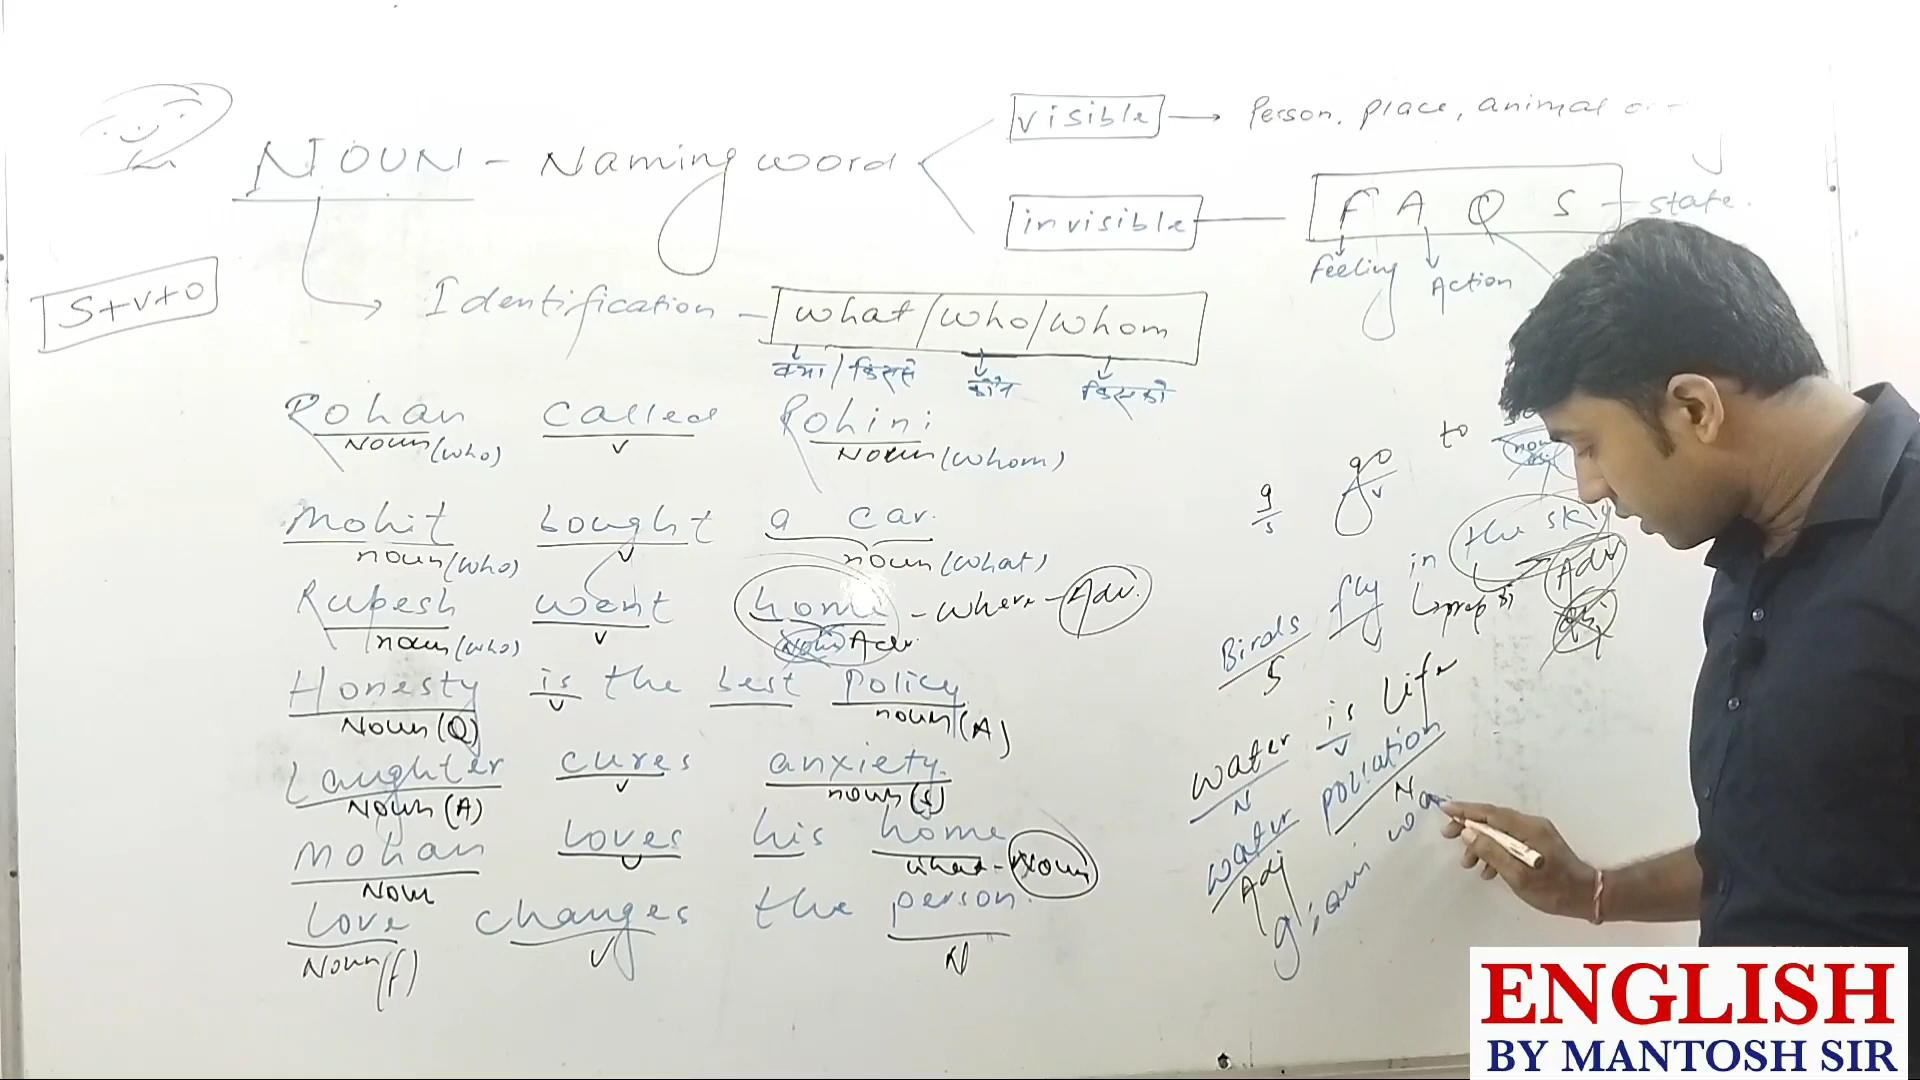 visible → Person, place, animal or
NOUN - Naming word
invisible F A Q S - state.
Feeling Action
S+V+O
Identification - what/who/whom
क्या/किससे कौन किसको
Rohan called Rohini
Noun (who) V Noun (whom)
Mohit bought a car.
noun (who) V noun (what)
Rupesh went home - where - Adv.
noun (who) V Noun Adv
Honesty is the best policy
Noun (Q) V noun (A)
Laughter cures anxiety.
Noun (A) V noun (S)
Mohan loves his home
Noun V what - Noun
Love changes the person.
Noun (f) V N
go to
V
Birds fly in the sky
S V prep Adv
water is Life
N V
water pollution
Adj N
ENGLISH
BY MANTOSH SIR